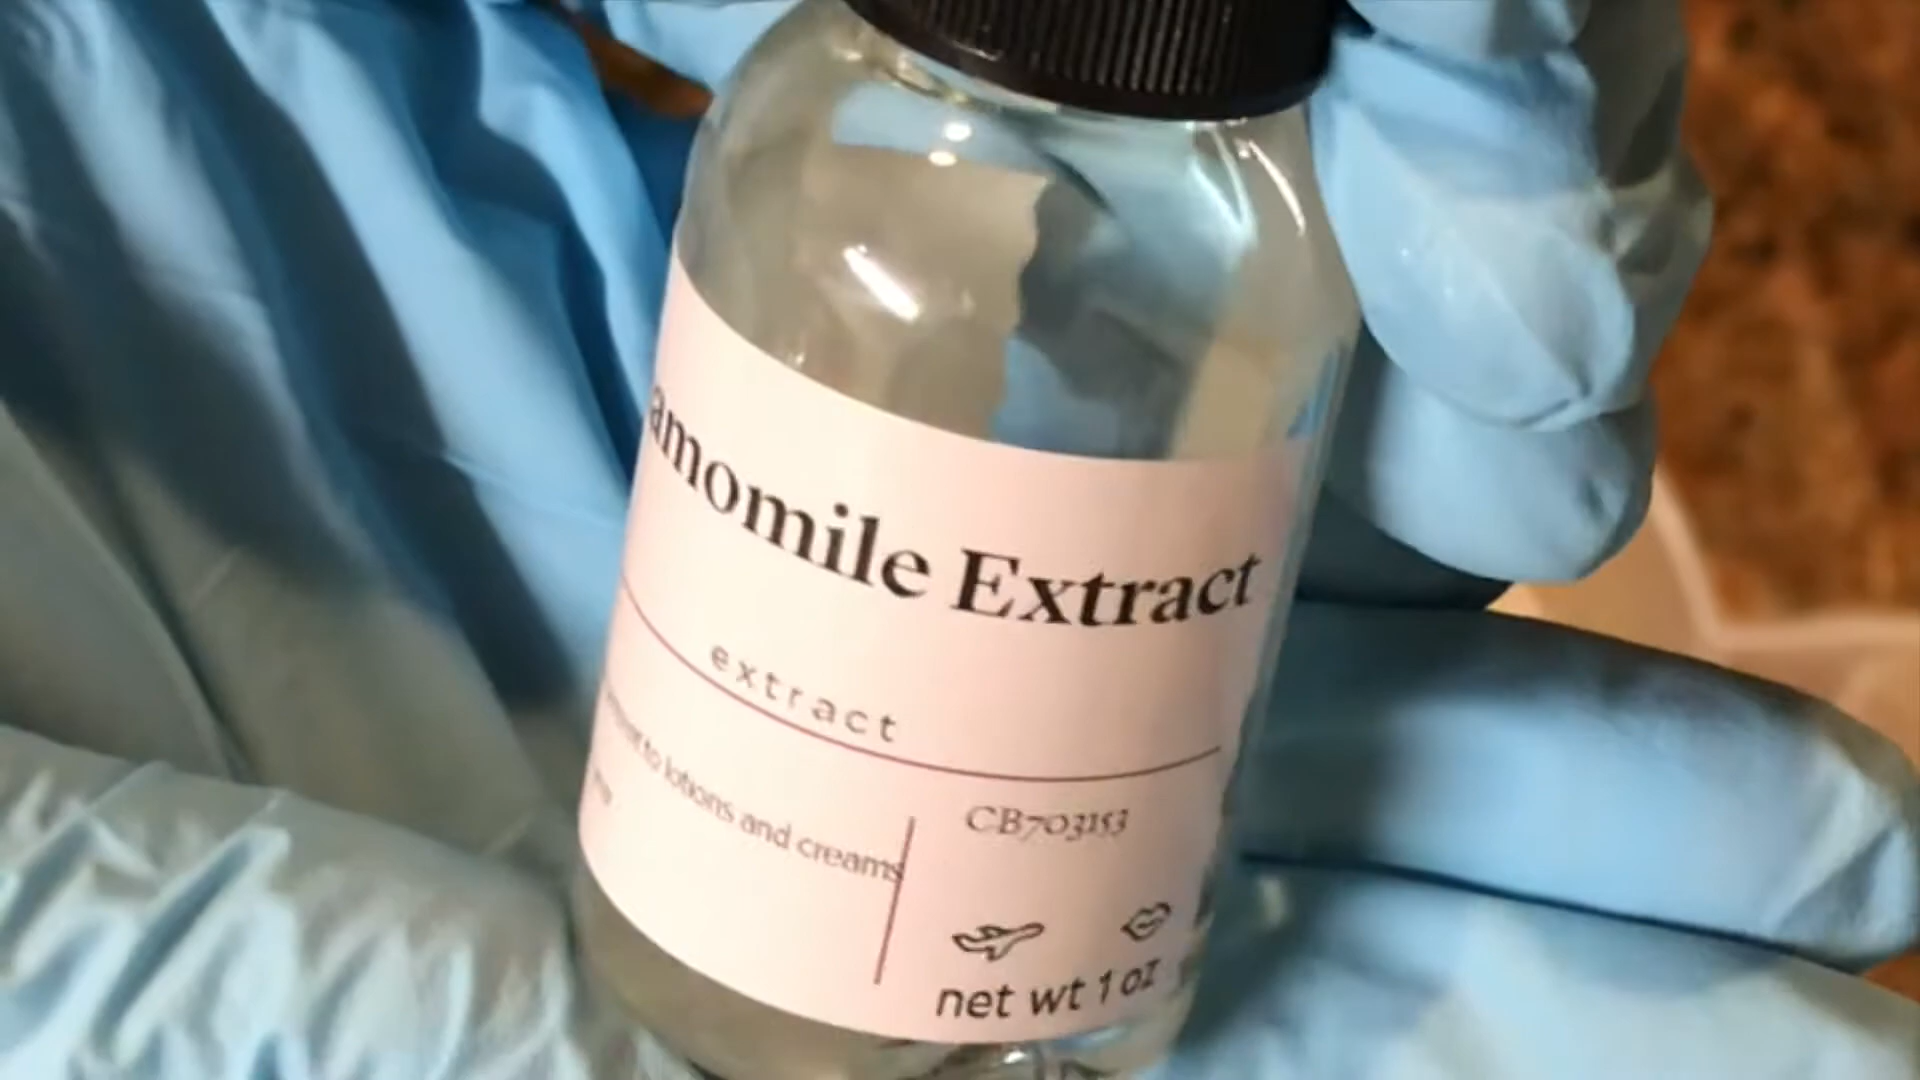 amomile Extract
extract
to lotions and creams
CB703153
net wt 1 oz